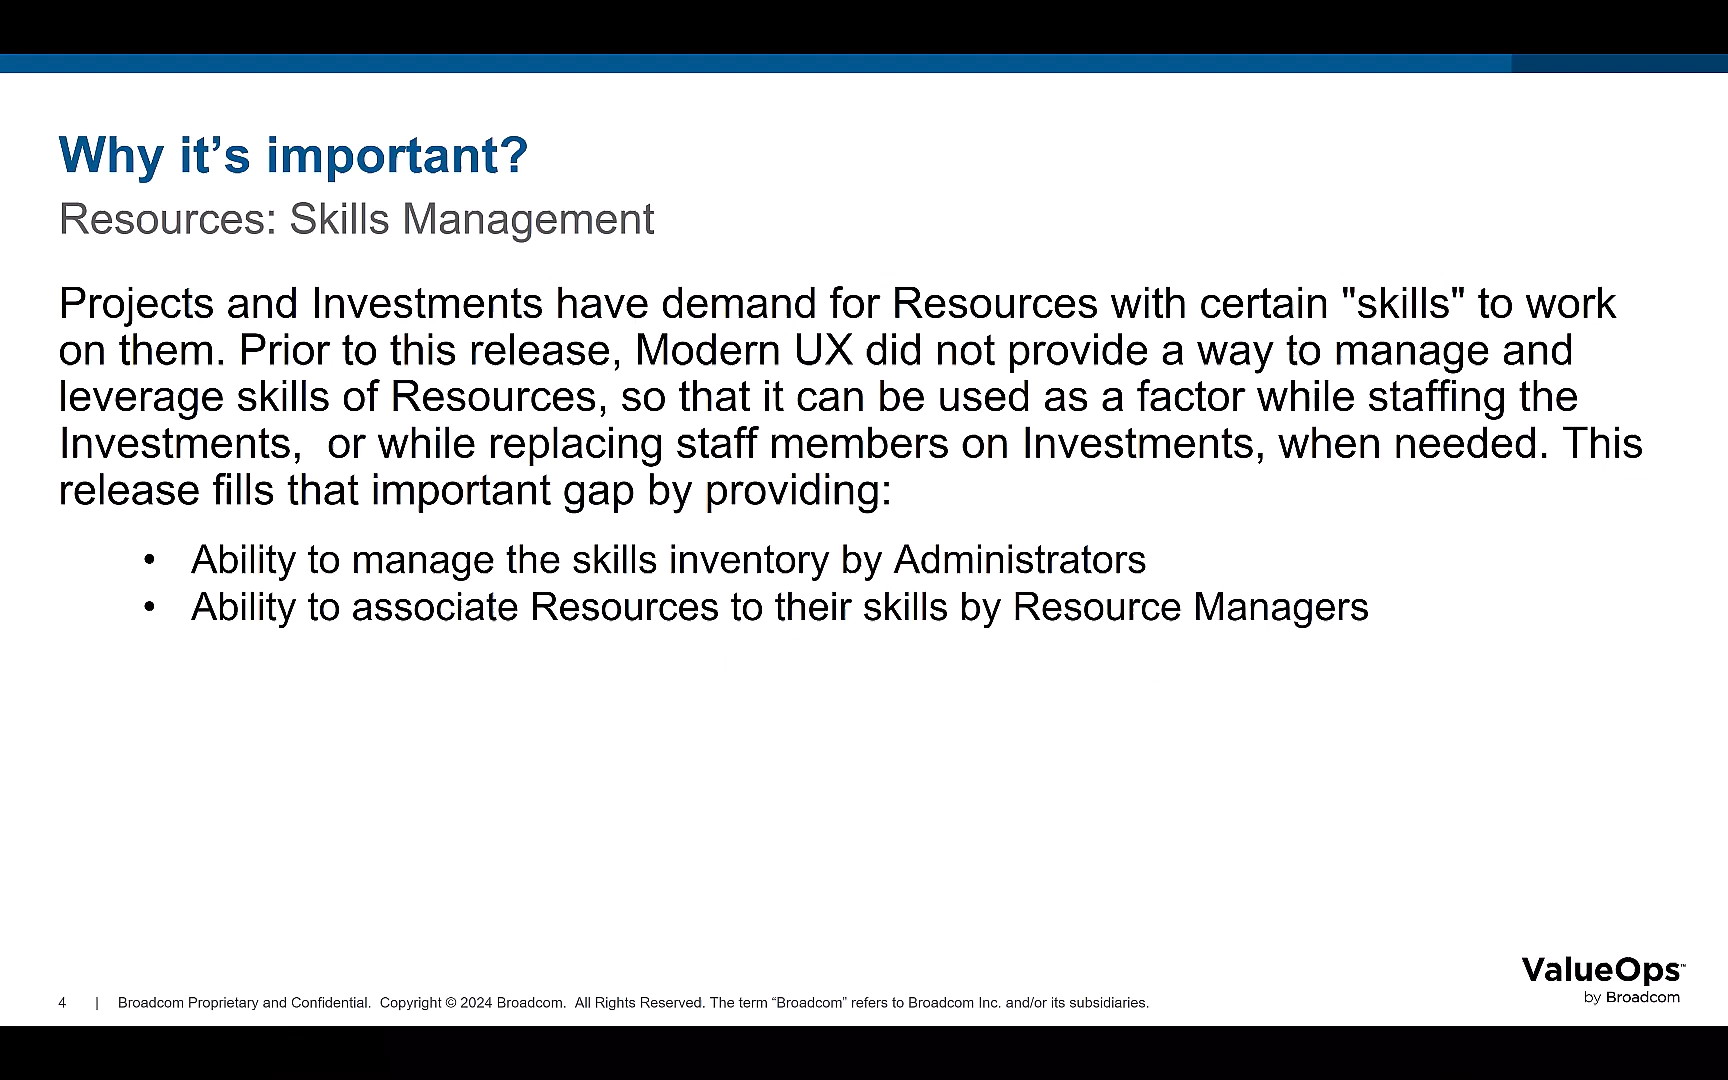 Why it’s important?
Resources: Skills Management
Projects and Investments have demand for Resources with certain "skills" to work
on them. Prior to this release, Modern UX did not provide a way to manage and
leverage skills of Resources, so that it can be used as a factor while staffing the
Investments,  or while replacing staff members on Investments, when needed. This
release fills that important gap by providing:
• Ability to manage the skills inventory by Administrators
• Ability to associate Resources to their skills by Resource Managers
ValueOps™
by Broadcom
4 | Broadcom Proprietary and Confidential.  Copyright © 2024 Broadcom.  All Rights Reserved. The term “Broadcom” refers to Broadcom Inc. and/or its subsidiaries.